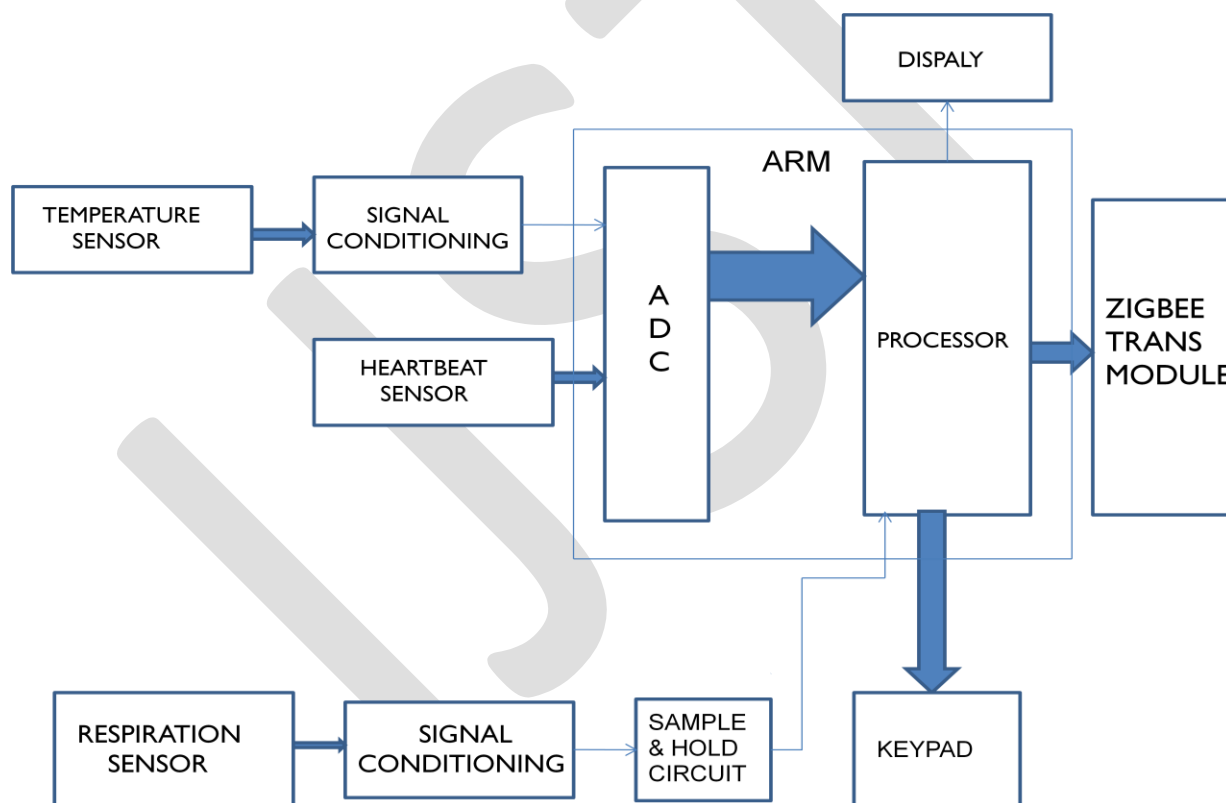 DISPALY
ARM
TEMPERATURE
SENSOR
SIGNAL
CONDITIONING
A
D
C
PROCESSOR
ZIGBEE
TRANS
MODULE
HEARTBEAT
SENSOR
RESPIRATION
SENSOR
SIGNAL
CONDITIONING
SAMPLE
& HOLD
CIRCUIT
KEYPAD